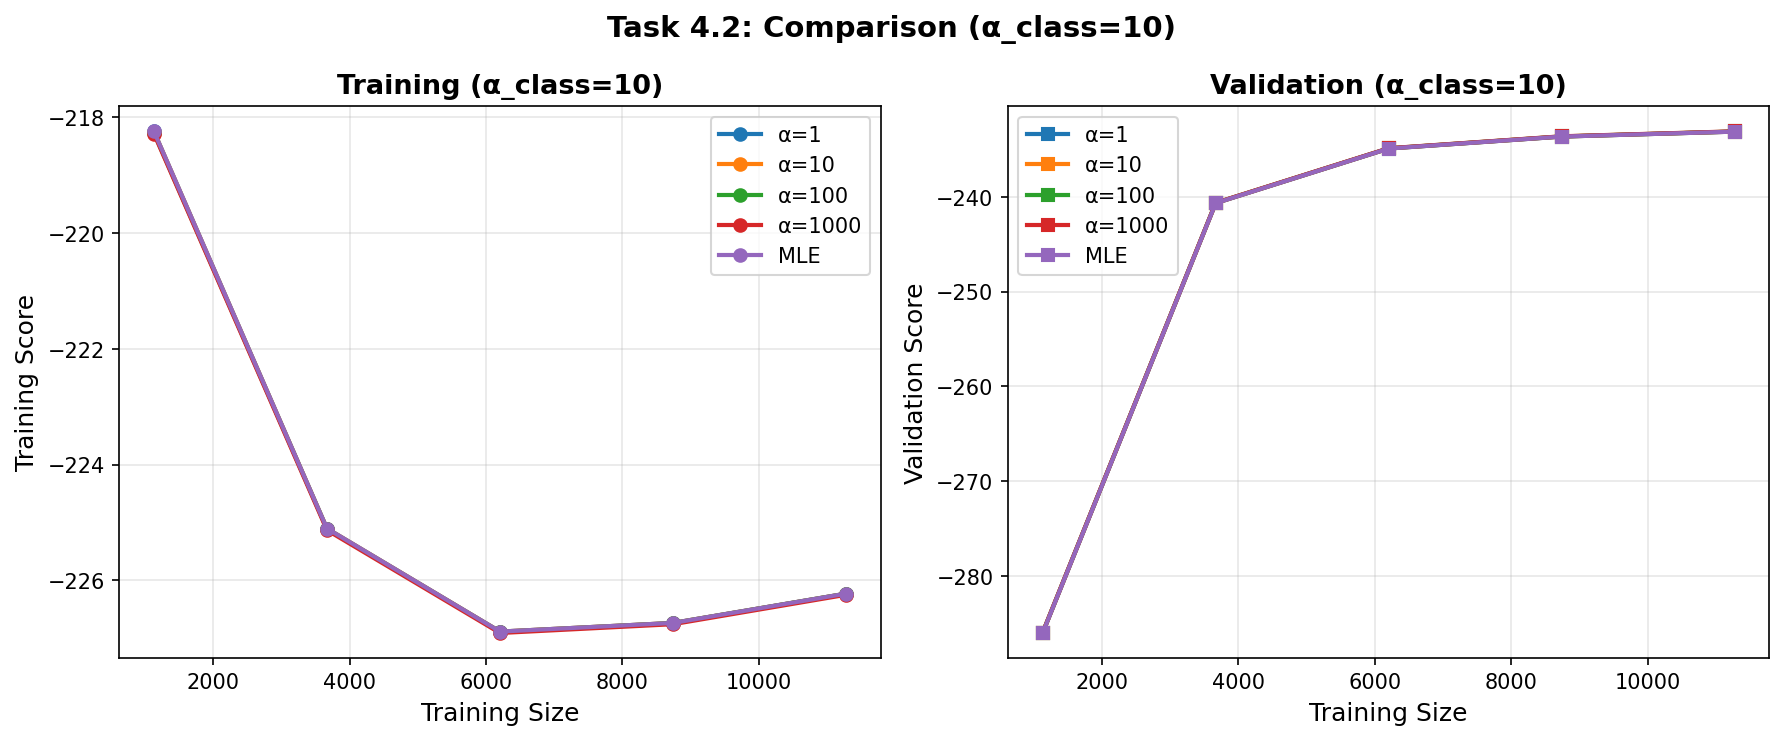 Task 4.2: Comparison (α_class=10)
Training (α_class=10)
−218
−220
−222
−224
−226
Training Score
2000
4000
6000
8000
10000
Training Size
α=1
α=10
α=100
α=1000
MLE
Validation (α_class=10)
−240
−250
−260
−270
−280
Validation Score
2000
4000
6000
8000
10000
Training Size
α=1
α=10
α=100
α=1000
MLE